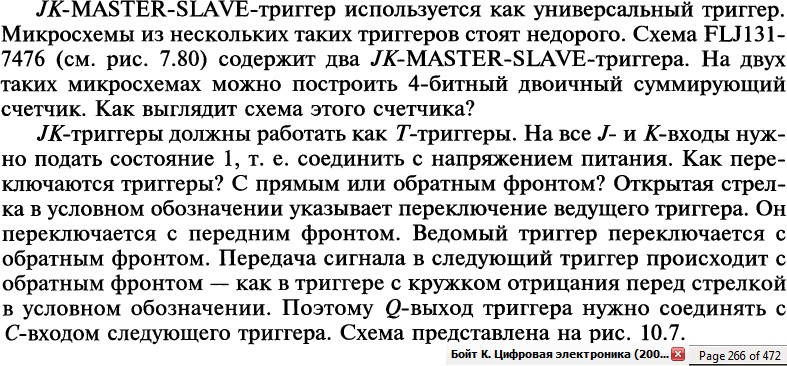 JK-MASTER-SLAVE-триггер используется как универсальный триггер.
Микросхемы из нескольких таких триггеров стоят недорого. Схема FLJ131-
7476 (см. рис. 7.80) содержит два JK-MASTER-SLAVE-триггера. На двух
таких микросхемах можно построить 4-битный двоичный суммирующий
счетчик. Как выглядит схема этого счетчика?
JK-триггеры должны работать как T-триггеры. На все J- и K-входы нуж-
но подать состояние 1, т. е. соединить с напряжением питания. Как пере-
ключаются триггеры? С прямым или обратным фронтом? Открытая стрел-
ка в условном обозначении указывает переключение ведущего триггера. Он
переключается с передним фронтом. Ведомый триггер переключается с
обратным фронтом. Передача сигнала в следующий триггер происходит с
обратным фронтом — как в триггере с кружком отрицания перед стрелкой
в условном обозначении. Поэтому Q-выход триггера нужно соединять с
C-входом следующего триггера. Схема представлена на рис. 10.7.
Бойт К. Цифровая электроника (200... Page 266 of 472